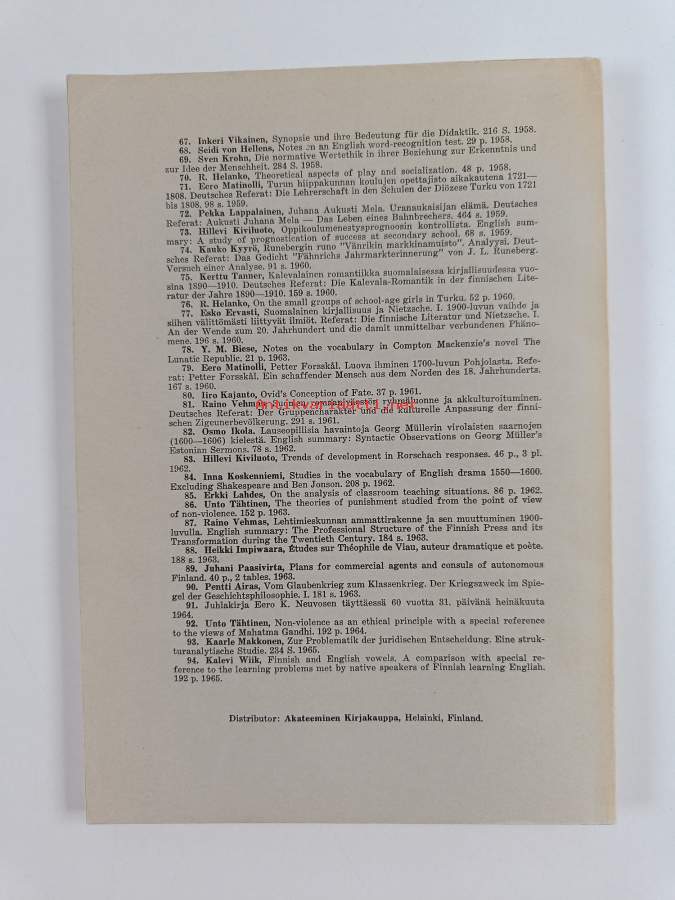 67. Inkeri Vikainen, Synopsie und ihre Bedeutung für die Didaktik. 216 S. 1958.
68. Seidi von Hellens, Notes on an English word-recognition test. 29 p. 1958.
69. Sven Krohn, Die normative Wertethik in ihrer Beziehung zur Erkenntnis und
zur Idee der Menschheit. 284 S. 1958.
70. R. Helanko, Theoretical aspects of play and socialization. 48 p. 1958.
71. Eero Matinolli, Turun hiippakunnan koulujen opettajisto aikakautena 1721—
1808. Deutsches Referat: Die Lehrerschaft in den Schulen der Diözese Turku von 1721
bis 1808. 98 s. 1959.
72. Pekka Lappalainen, Juhana Aukusti Mela. Uranaukaisijan elämä. Deutsches
Referat: Aukusti Juhana Mela — Das Leben eines Bahnbrechers. 464 s. 1959.
73. Hillevi Kiviluoto, Oppikoulumenestysprognoosin kontrollista. English sum-
mary: A study of prognostication of success at secondary school. 68 s. 1959.
74. Kauko Kyyrö, Runebergin runo "Vänrikin markkinamuisto". Analyysi. Deut-
sches Referat: Das Gedicht "Fähnrichs Jahrmarkterinnerung" von J. L. Runeberg.
Versuch einer Analyse. 91 s. 1960.
75. Kerttu Tanner, Kalevalainen romantiikka suomalaisessa kirjallisuudessa vuo-
sina 1890—1910. Deutsches Referat: Die Kalevala-Romantik in der finnischen Lite-
ratur der Jahre 1890—1910. 159 s. 1960.
76. R. Helanko, On the small groups of school-age girls in Turku. 52 p. 1960.
77. Esko Ervasti, Suomalainen kirjallisuus ja Nietzsche. I. 1900-luvun vaihde ja
siihen välittömästi liittyvät ilmiöt. Referat: Die finnische Literatur und Nietzsche. I.
An der Wende zum 20. Jahrhundert und die damit unmittelbar verbundenen Phäno-
mene. 196 s. 1960.
78. Y. M. Biese, Notes on the vocabulary in Compton Mackenzie's novel The
Lunatic Republic. 21 p. 1963.
79. Eero Matinolli, Petter Forsskål. Luova ihminen 1700-luvun Pohjolasta. Refe-
rat: Petter Forsskål. Ein schaffender Mensch aus dem Norden des 18. Jahrhunderts.
167 s. 1960.
80. Iiro Kajanto, Ovid's Conception of Fate. 37 p. 1961.
81. Raino Vehmas, Suomen romaaniväestön ryhmäluonne ja akkulturoituminen.
Deutsches Referat: Der Gruppencharakter und die kulturelle Anpassung der finni-
schen Zigeunerbevölkerung. 291 s. 1961.
82. Osmo Ikola, Lauseopillisia havaintoja Georg Müllerin virolaisten saarnojen
(1600—1606) kielestä. English summary: Syntactic Observations on Georg Müller's
Estonian Sermons. 78 s. 1962.
83. Hillevi Kiviluoto, Trends of development in Rorschach responses. 46 p., 3 pl.
1962.
84. Inna Koskenniemi, Studies in the vocabulary of English drama 1550—1600.
Excluding Shakespeare and Ben Jonson. 208 p. 1962.
85. Erkki Lahdes, On the analysis of classroom teaching situations. 86 p. 1962.
86. Unto Tähtinen, The theories of punishment studied from the point of view
of non-violence. 152 p. 1963.
87. Raino Vehmas, Lehtimieskunnan ammattirakenne ja sen muuttuminen 1900-
luvulla. English summary: The Professional Structure of the Finnish Press and its
Transformation during the Twentieth Century. 184 s. 1963.
88. Heikki Impiwaara, Études sur Théophile de Viau, auteur dramatique et poète.
188 s. 1963.
89. Juhani Paasivirta, Plans for commercial agents and consuls of autonomous
Finland. 40 p., 2 tables. 1963.
90. Pentti Airas, Vom Glaubenkrieg zum Klassenkrieg. Der Kriegszweck im Spie-
gel der Geschichtsphilosophie. I. 181 s. 1963.
91. Juhlakirja Eero K. Neuvosen täyttäessä 60 vuotta 31. päivänä heinäkuuta
1964.
92. Unto Tähtinen, Non-violence as an ethical principle with a special reference
to the views of Mahatma Gandhi. 192 p. 1964.
93. Kaarle Makkonen, Zur Problematik der juridischen Entscheidung. Eine struk-
turanalytische Studie. 234 S. 1965.
94. Kalevi Wiik, Finnish and English vowels. A comparison with special re-
ference to the learning problems met by native speakers of Finnish learning English.
192 p. 1965.
Distributor: Akateeminen Kirjakauppa, Helsinki, Finland.